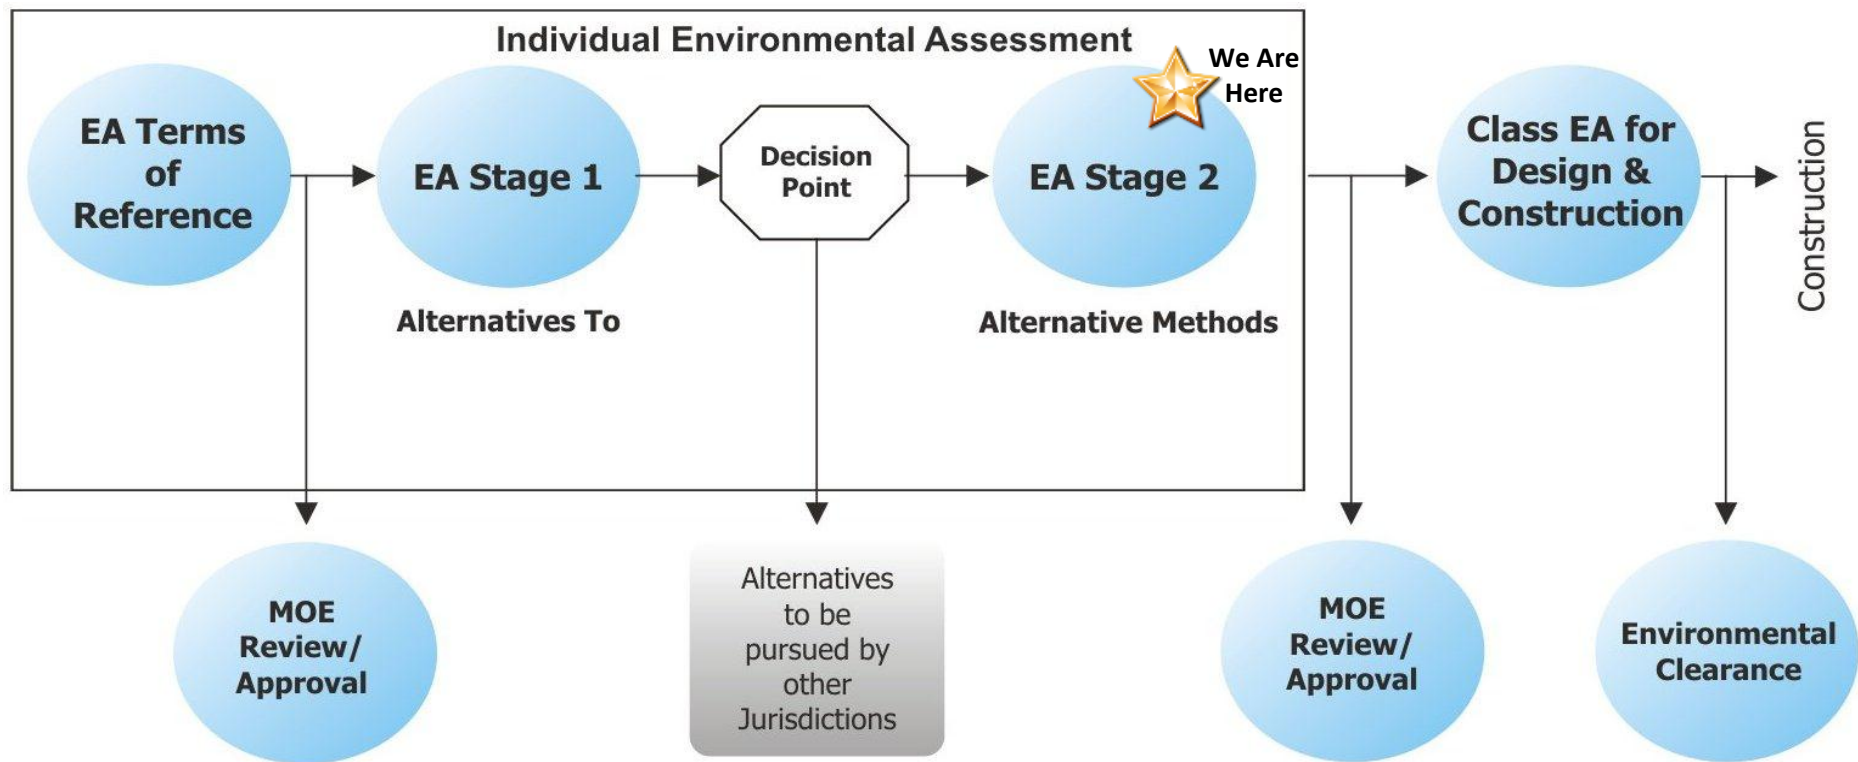 Individual Environmental Assessment
We Are
Here
EA Terms
of
Reference
EA Stage 1
Alternatives To
Decision
Point
EA Stage 2
Alternative Methods
Class EA for
Design &
Construction
Construction
MOE
Review/
Approval
Alternatives
to be
pursued by
other
Jurisdictions
MOE
Review/
Approval
Environmental
Clearance